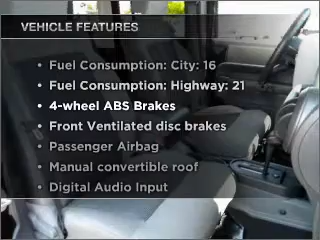 VEHICLE FEATURES
• Fuel Consumption: City: 16
• Fuel Consumption: Highway: 21
• 4-wheel ABS Brakes
• Front Ventilated disc brakes
• Passenger Airbag
• Manual convertible roof
• Digital Audio Input